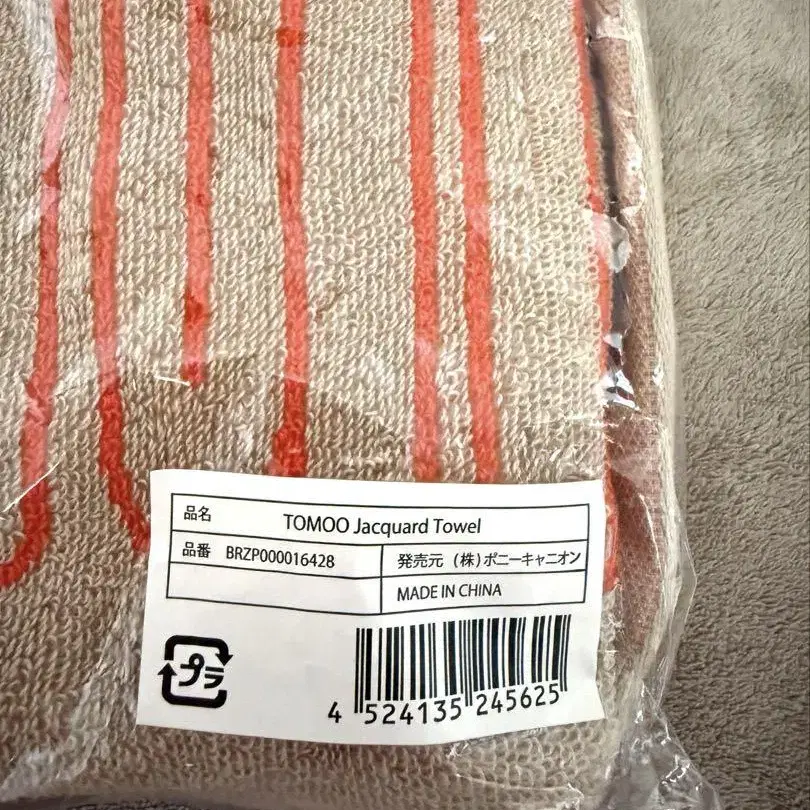 品名 TOMOO Jacquard Towel
品番 BRZP000016428 発売元 (株)ポニーキャニオン
MADE IN CHINA
プラ
4 524135 245625